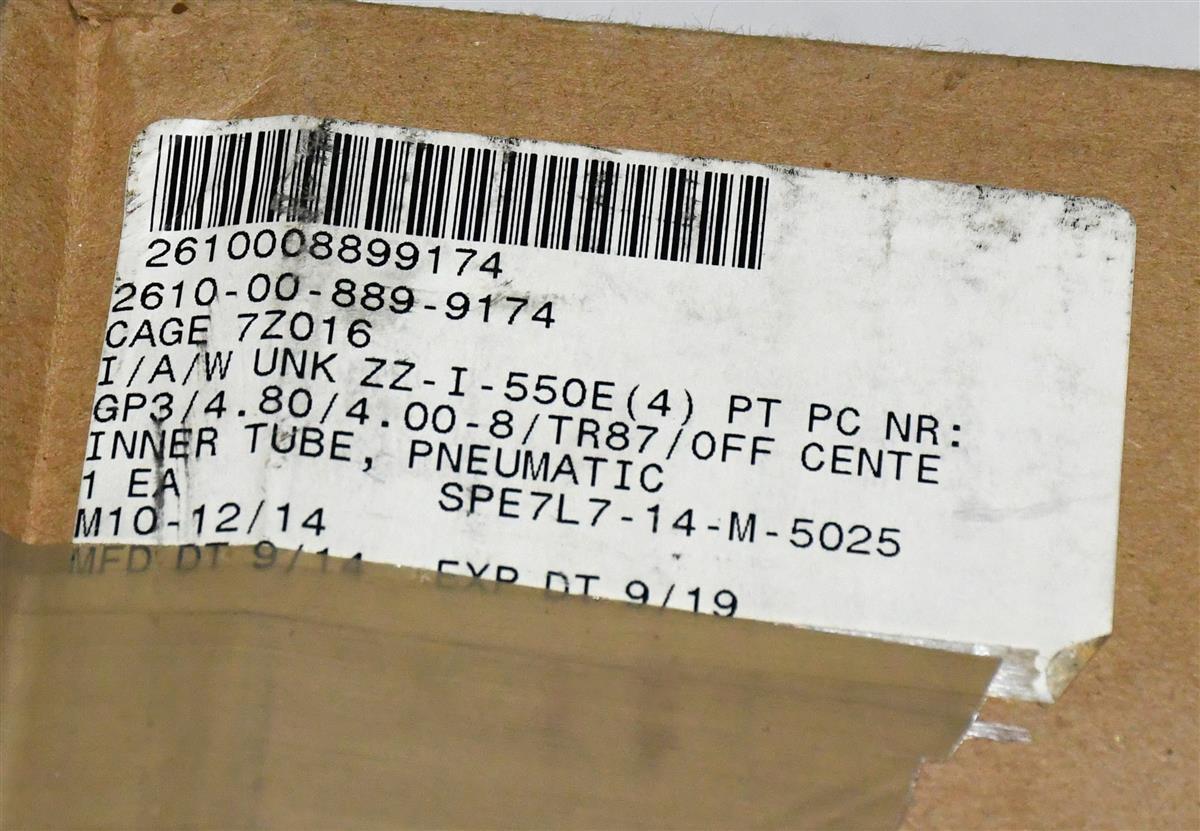 2610008899174
2610-00-889-9174
CAGE 7Z016
I/A/W UNK ZZ-I-550E(4) PT PC NR:
GP3/4.80/4.00-8/TR87/OFF CENTE
INNER TUBE, PNEUMATIC
1 EA SPE7L7-14-M-5025
M10-12/14
MFD DT 9/14 EXP DT 9/19